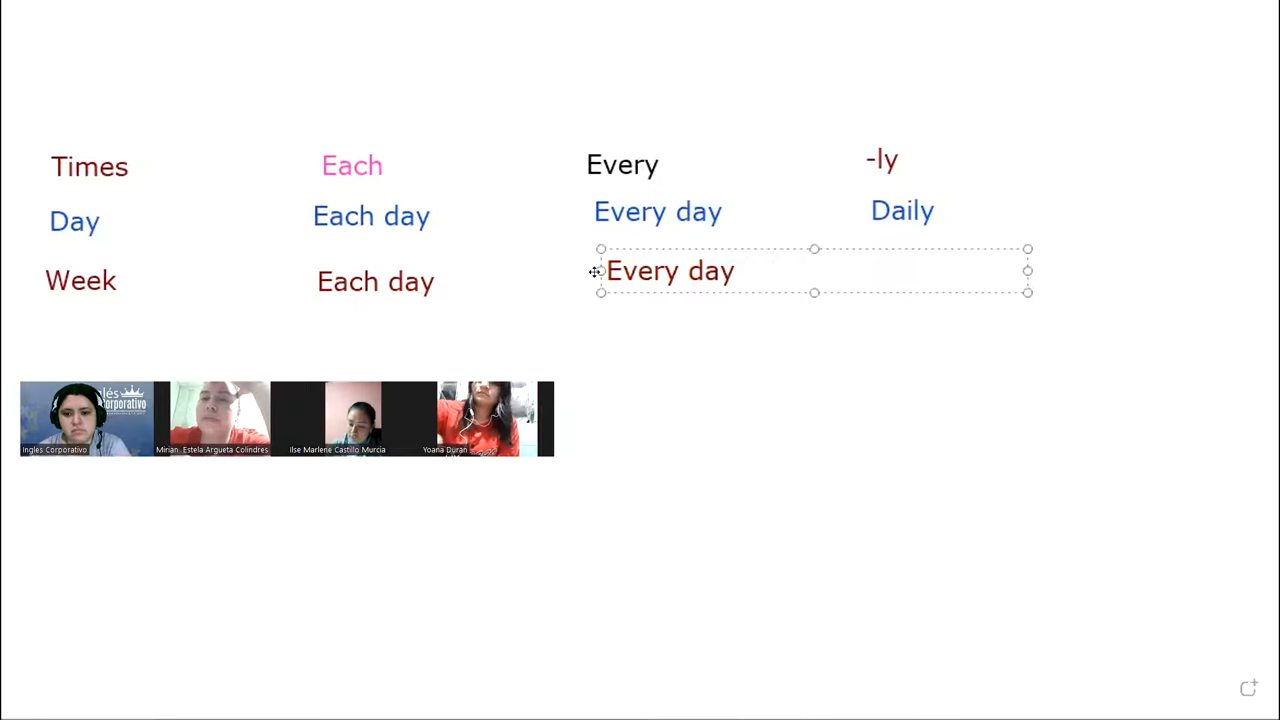 Times Each Every -ly
Day Each day Every day Daily
Week Each day Every day
glés
corporativo
Ingles Corporativo Mirian Estela Argueta Colindres Ilse Marlene Castillo Murcia Yoana Duran